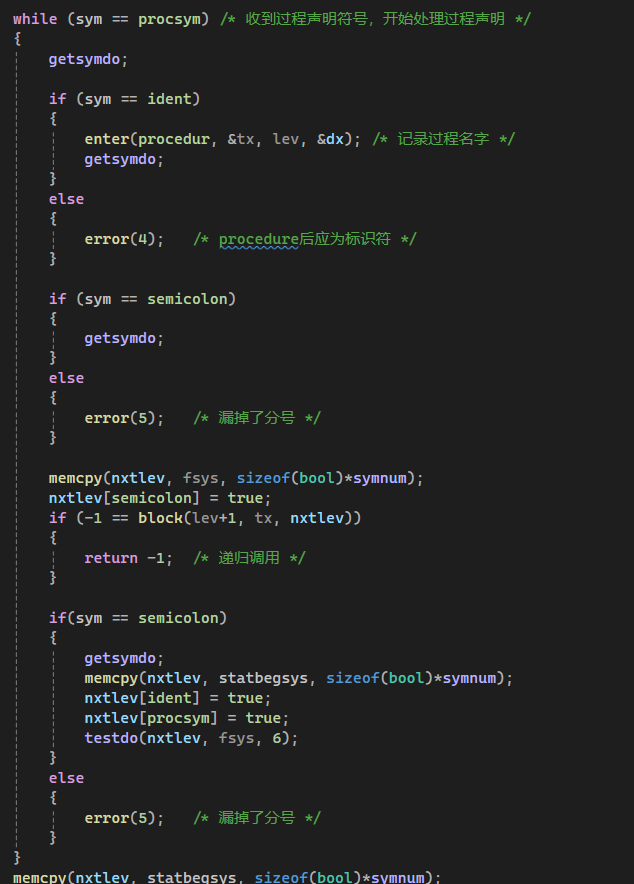 while (sym == procsym) /* 收到过程声明符号，开始处理过程声明 */
{
    getsymdo;

    if (sym == ident)
    {
        enter(procedur, &tx, lev, &dx); /* 记录过程名字 */
        getsymdo;
    }
    else
    {
        error(4);   /* procedure后应为标识符 */
    }

    if (sym == semicolon)
    {
        getsymdo;
    }
    else
    {
        error(5);   /* 漏掉了分号 */
    }

    memcpy(nxtlev, fsys, sizeof(bool)*symnum);
    nxtlev[semicolon] = true;
    if (-1 == block(lev+1, tx, nxtlev))
    {
        return -1;  /* 递归调用 */
    }

    if(sym == semicolon)
    {
        getsymdo;
        memcpy(nxtlev, statbegsys, sizeof(bool)*symnum);
        nxtlev[ident] = true;
        nxtlev[procsym] = true;
        testdo(nxtlev, fsys, 6);
    }
    else
    {
        error(5);   /* 漏掉了分号 */
    }
}
memcpy(nxtlev, statbegsys, sizeof(bool)*symnum);